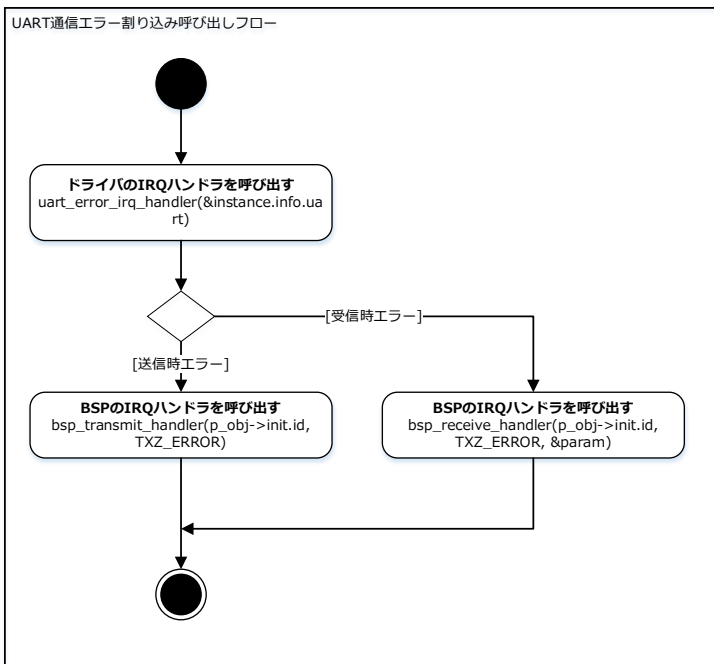 UART通信エラー割り込み呼び出しフロー
ドライバのIRQハンドラを呼び出す
uart_error_irq_handler(&instance.info.ua
rt)
[受信時エラー]
[送信時エラー]
BSPのIRQハンドラを呼び出す
bsp_transmit_handler(p_obj->init.id,
TXZ_ERROR)
BSPのIRQハンドラを呼び出す
bsp_receive_handler(p_obj->init.id,
TXZ_ERROR, &param)